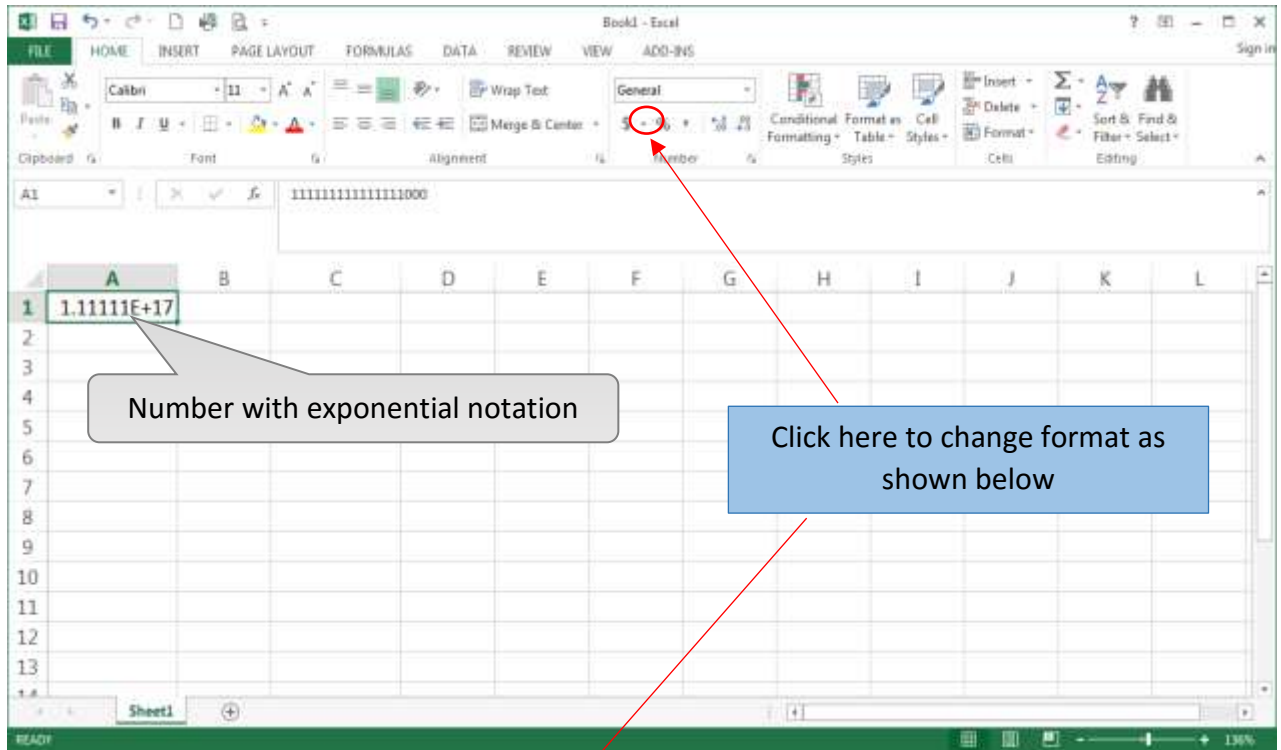 Book1 - Excel
FILE HOME INSERT PAGE LAYOUT FORMULAS DATA REVIEW VIEW ADD-INS Sign in
Calibri 11 A A Wrap Text General Insert Σ
Paste B I U A Merge & Center $ % Conditional Format as Cell Delete Sort & Find &
Formatting Table Styles Format Filter Select
Clipboard Font Alignment Number Styles Cells Editing
A1 fx 111111111111111000
A B C D E F G H I J K L
1 1.11111E+17
2
3
4
Number with exponential notation
5
Click here to change format as
shown below
6
7
8
9
10
11
12
13
14
Sheet1
READY 136%